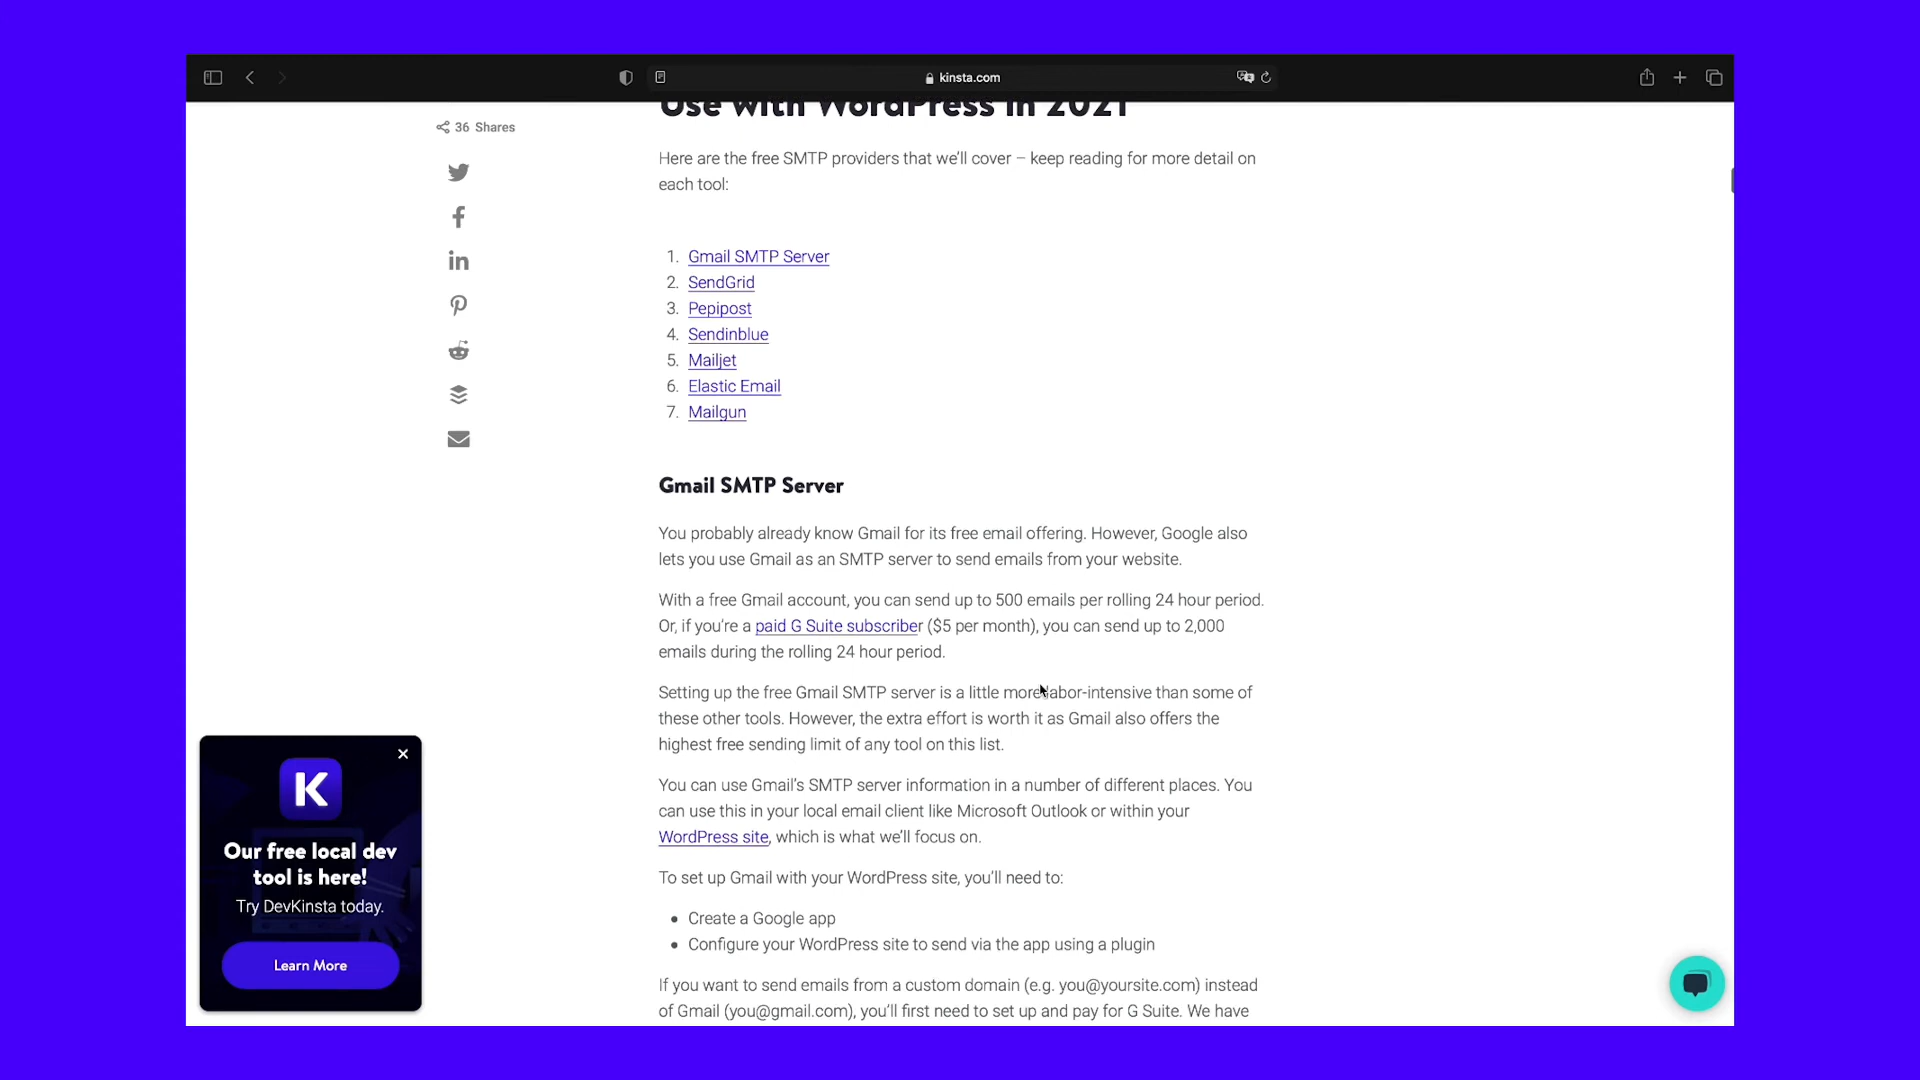 kinsta.com
Use with WordPress in 2021
36 Shares
Here are the free SMTP providers that we'll cover – keep reading for more detail on
each tool:
1. Gmail SMTP Server
2. SendGrid
3. Pepipost
4. Sendinblue
5. Mailjet
6. Elastic Email
7. Mailgun
Gmail SMTP Server
You probably already know Gmail for its free email offering. However, Google also
lets you use Gmail as an SMTP server to send emails from your website.
With a free Gmail account, you can send up to 500 emails per rolling 24 hour period.
Or, if you're a paid G Suite subscriber ($5 per month), you can send up to 2,000
emails during the rolling 24 hour period.
Setting up the free Gmail SMTP server is a little more labor-intensive than some of
these other tools. However, the extra effort is worth it as Gmail also offers the
highest free sending limit of any tool on this list.
You can use Gmail's SMTP server information in a number of different places. You
can use this in your local email client like Microsoft Outlook or within your
WordPress site, which is what we'll focus on.
To set up Gmail with your WordPress site, you'll need to:
• Create a Google app
• Configure your WordPress site to send via the app using a plugin
If you want to send emails from a custom domain (e.g. you@yoursite.com) instead
of Gmail (you@gmail.com), you'll first need to set up and pay for G Suite. We have
K
Our free local dev
tool is here!
Try DevKinsta today.
Learn More